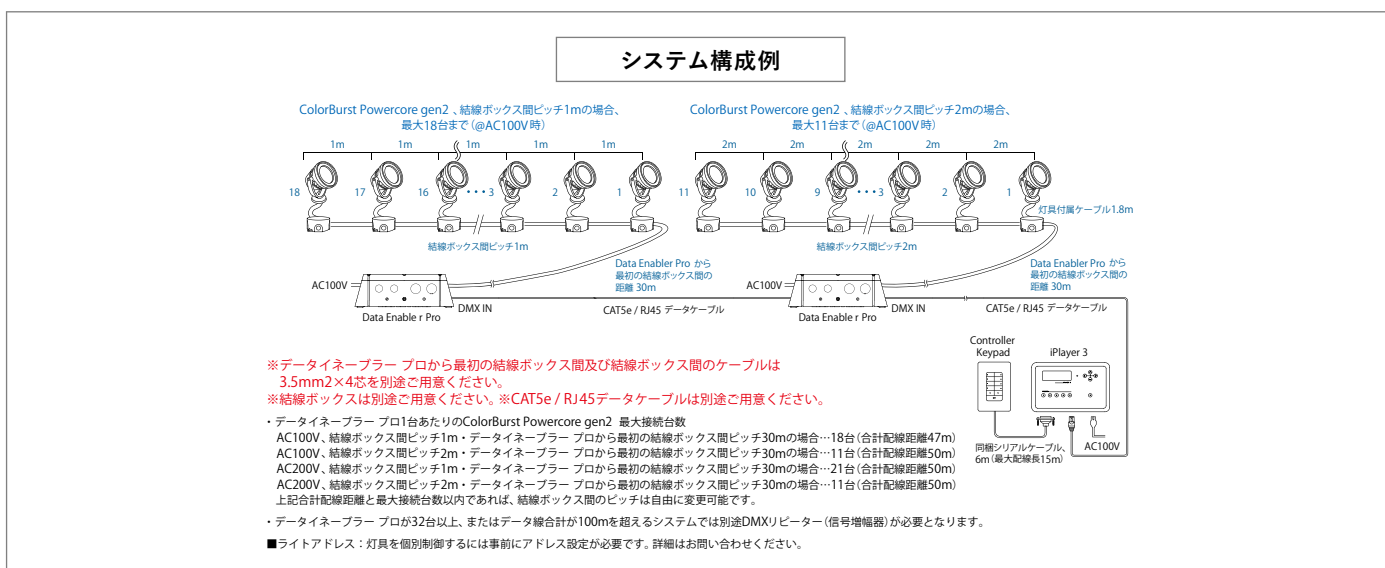 システム構成例
ColorBurst Powercore gen2 、結線ボックス間ピッチ1mの場合、
最大18台まで（@AC100V 時）
1m 1m 1m 1m 1m
18 17 16 ・・・3 2 1
結線ボックス間ピッチ1m
ColorBurst Powercore gen2 、結線ボックス間ピッチ2mの場合、
最大11台まで（@AC100V 時）
2m 2m 2m 2m 2m
11 10 9 ・・・3 2 1
灯具付属ケーブル1.8m
結線ボックス間ピッチ2m
Data Enabler Pro から
最初の結線ボックス間の
距離 30m
AC100V
DMX IN
Data Enable r Pro
CAT5e / RJ45 データケーブル
Data Enabler Pro から
最初の結線ボックス間の
距離 30m
AC100V
DMX IN
Data Enable r Pro
CAT5e / RJ45 データケーブル
Controller
Keypad
iPlayer 3
同梱シリアルケーブル、
6m（最大配線長15m）
AC100V
※データイネーブラー プロから最初の結線ボックス間及び結線ボックス間のケーブルは
3.5mm2×4芯を別途ご用意ください。
※結線ボックスは別途ご用意ください。※CAT5e / RJ45データケーブルは別途ご用意ください。
・データイネーブラー プロ1台あたりのColorBurst Powercore gen2 最大接続台数
AC100V、結線ボックス間ピッチ1m・データイネーブラー プロから最初の結線ボックス間ピッチ30mの場合…18台（合計配線距離47m）
AC100V、結線ボックス間ピッチ2m・データイネーブラー プロから最初の結線ボックス間ピッチ30mの場合…11台（合計配線距離50m）
AC200V、結線ボックス間ピッチ1m・データイネーブラー プロから最初の結線ボックス間ピッチ30mの場合…21台（合計配線距離50m）
AC200V、結線ボックス間ピッチ2m・データイネーブラー プロから最初の結線ボックス間ピッチ30mの場合…11台（合計配線距離50m）
上記合計配線距離と最大接続台数以内であれば、結線ボックス間のピッチは自由に変更可能です。
・データイネーブラー プロが32台以上、またはデータ線合計が100mを超えるシステムでは別途DMXリピーター（信号増幅器）が必要となります。
■ライトアドレス：灯具を個別制御するには事前にアドレス設定が必要です。詳細はお問い合わせください。